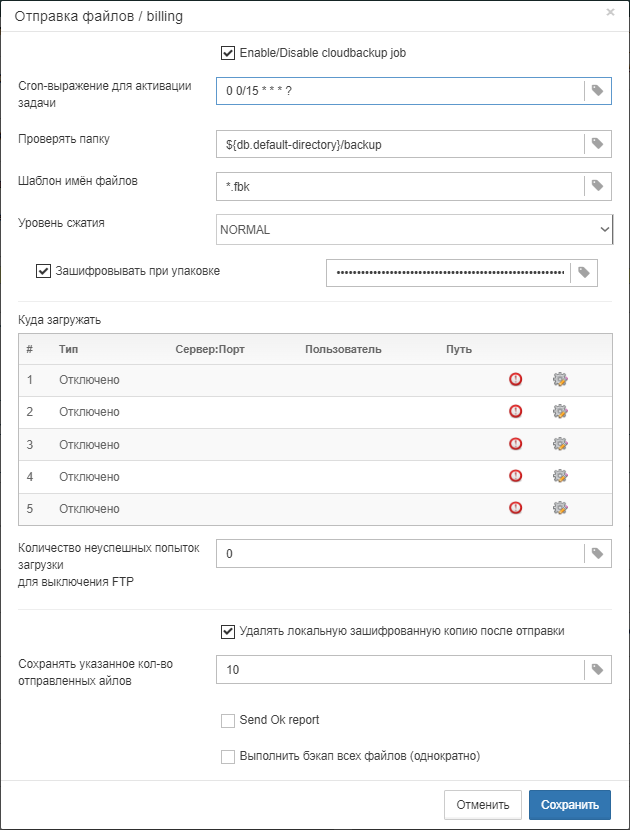 Отправка файлов / billing
×
Enable/Disable cloudbackup job
Cron-выражение для активации
задачи
0 0/15 * * * ?
Проверять папку
${db.default-directory}/backup
Шаблон имён файлов
*.fbk
Уровень сжатия
NORMAL
Зашифровывать при упаковке
Куда загружать
# Тип Сервер:Порт Пользователь Путь
1 Отключено
2 Отключено
3 Отключено
4 Отключено
5 Отключено
Количество неуспешных попыток
загрузки
для выключения FTP
0
Удалять локальную зашифрованную копию после отправки
Сохранять указанное кол-во
отправленных айлов
10
Send Ok report
Выполнить бэкап всех файлов (однократно)
Отменить
Сохранить